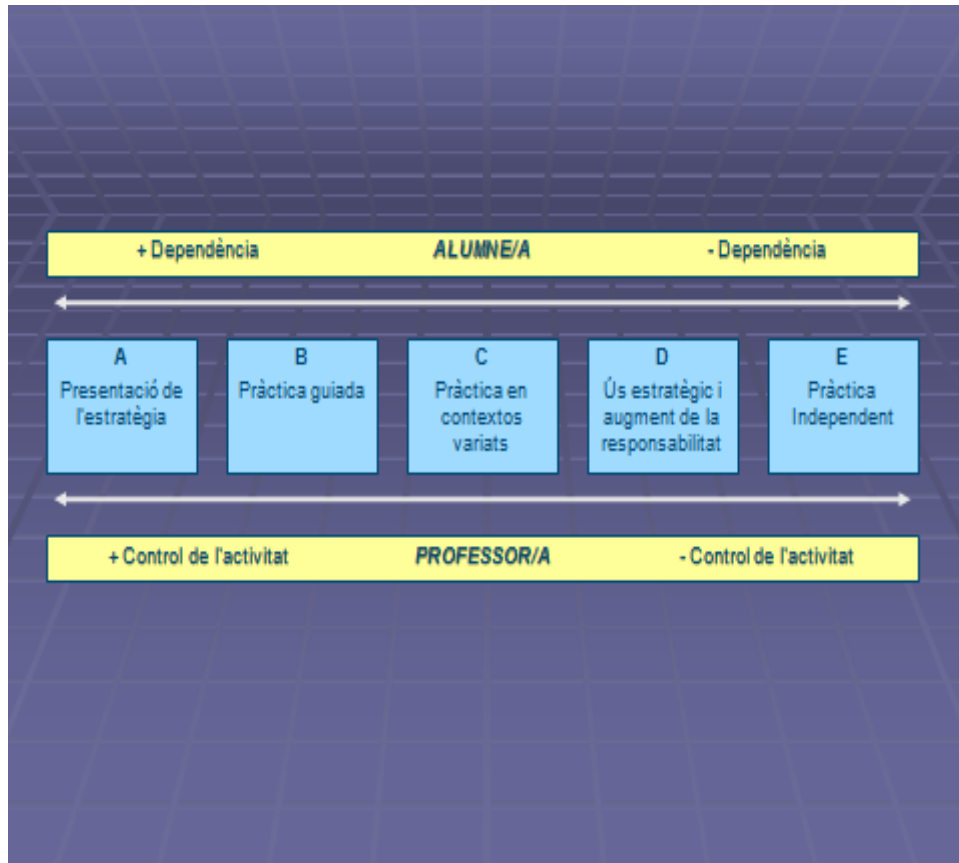 + Dependència ALUMNE/A - Dependència
A
Presentació de
l'estratègia
B
Pràctica guiada
C
Pràctica en
contextos
variats
D
Ús estratègic i
augment de la
responsabilitat
E
Pràctica
Independent
+ Control de l'activitat PROFESSOR/A - Control de l'activitat